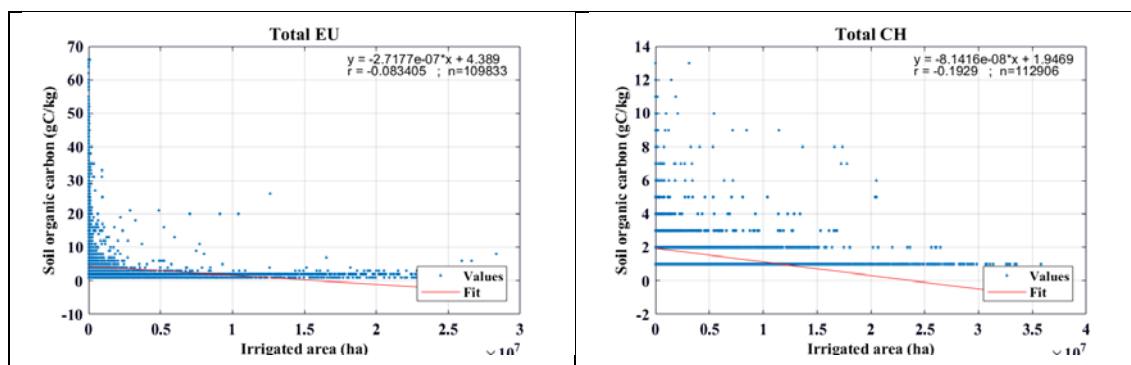 Total EU
y = -2.7177e-07*x + 4.389
r = -0.083405 ; n=109833
70
60
50
40
30
20
10
0
-10
Soil organic carbon (gC/kg)
Values
Fit
0 0.5 1 1.5 2 2.5 3
Irrigated area (ha)
×10⁷
Total CH
y = -8.1416e-08*x + 1.9469
r = -0.1929 ; n=112906
14
12
10
8
6
4
2
0
-2
Soil organic carbon (gC/kg)
Values
Fit
0 0.5 1 1.5 2 2.5 3 3.5 4
Irrigated area (ha)
×10⁷